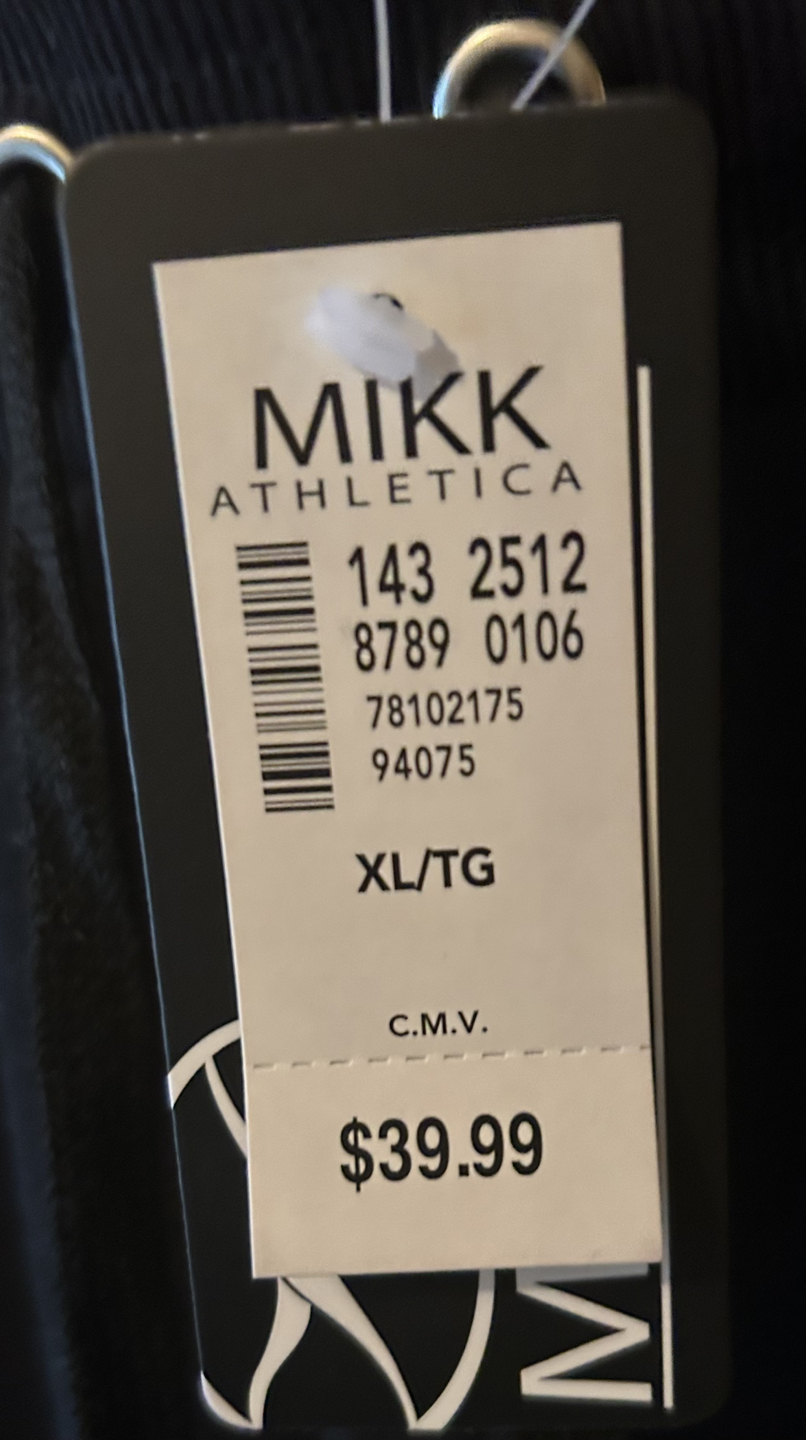 MIKK
ATHLETICA
143 2512
8789 0106
78102175
94075
XL/TG
C.M.V.
$39.99
M